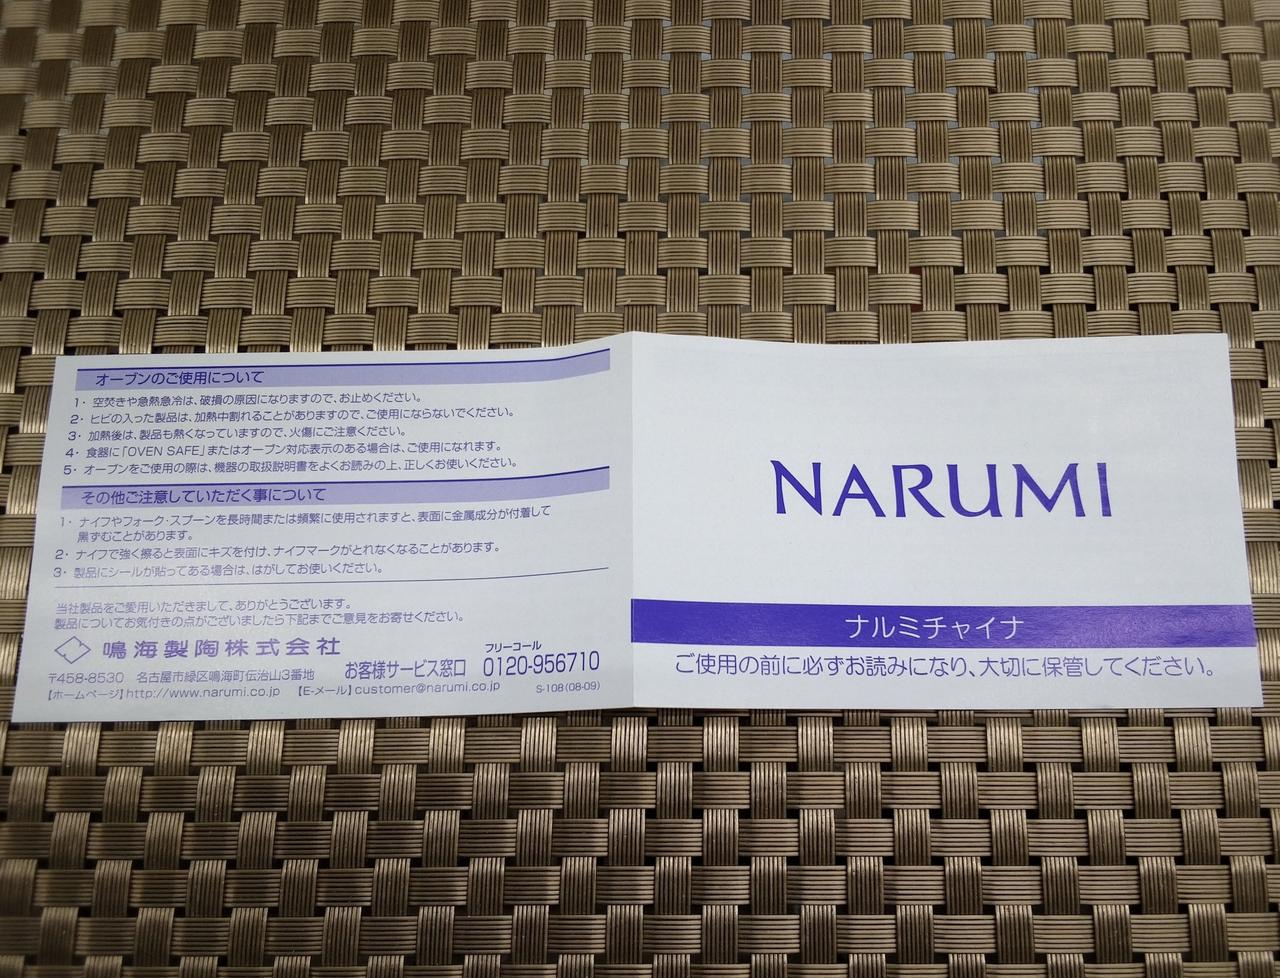 オーブンのご使用について
1・ 空焚きや急熱急冷は、破損の原因になりますので、お止めください。
2・ ヒビの入った製品は、加熱中割れることがありますので、ご使用にならないでください。
3・ 加熱後は、製品も熱くなっていますので、火傷にご注意ください。
4・ 食器に「OVEN SAFE」またはオーブン対応表示のある場合は、ご使用になれます。
5・ オーブンをご使用の際は、機器の取扱説明書をよくお読みの上、正しくお使いください。
その他ご注意していただく事について
1・ ナイフやフォーク・スプーンを長時間または頻繁に使用されますと、表面に金属成分が付着して
黒ずむことがあります。
2・ ナイフで強く擦ると表面にキズを付け、ナイフマークがとれなくなることがあります。
3・ 製品にシールが貼ってある場合は、はがしてお使いください。
当社製品をご愛用いただきまして、ありがとうございます。
製品についてお気付きの点がございましたら下記までご意見をお寄せください。
鳴海製陶株式会社
〒458-8530 名古屋市緑区鳴海町伝治山3番地
お客様サービス窓口
フリーコール
0120-956710
【ホームページ】http://www.narumi.co.jp 【E-メール】customer@narumi.co.jp
S-108(08-09)
NARUMI
ナルミチャイナ
ご使用の前に必ずお読みになり、大切に保管してください。